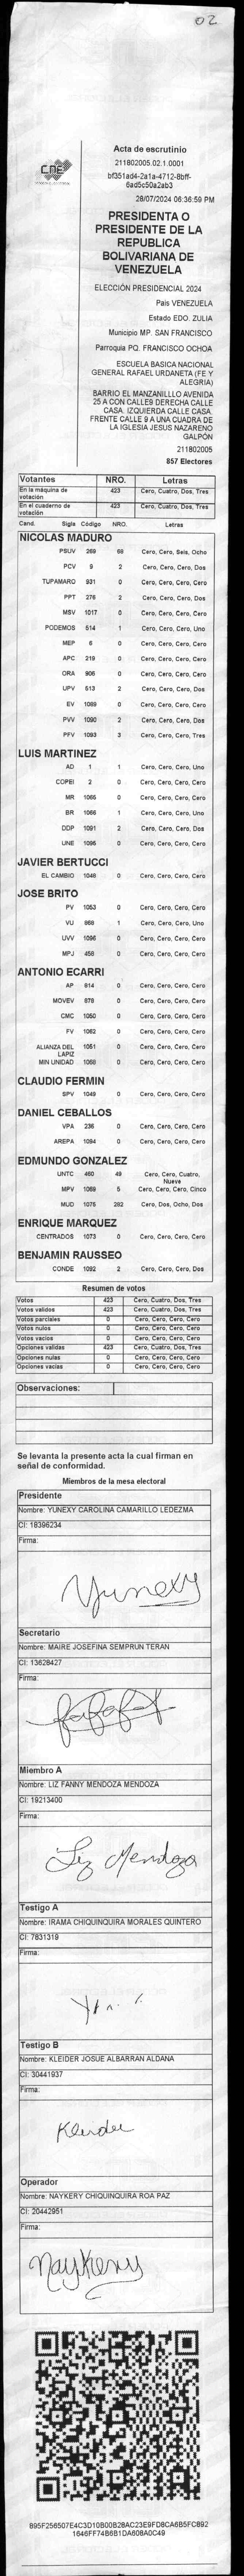 02
Acta de escrutinio
CNE
211802005.02.1.0001
bf351ad4-2a1a-4712-8bff-
6ad5c50a2ab3
28/07/2024 06:36:59 PM
PRESIDENTA O
PRESIDENTE DE LA
REPUBLICA
BOLIVARIANA DE
VENEZUELA
ELECCIÓN PRESIDENCIAL 2024
País VENEZUELA
Estado EDO. ZULIA
Municipio MP. SAN FRANCISCO
Parroquia PQ. FRANCISCO OCHOA
ESCUELA BASICA NACIONAL
GENERAL RAFAEL URDANETA (FE Y
ALEGRIA)
BARRIO EL MANZANILLLO AVENIDA
25 A CON CALLE9 DERECHA CALLE
CASA. IZQUIERDA CALLE CASA.
FRENTE CALLE 9 A UNA CUADRA DE
LA IGLESIA JESUS NAZARENO
GALPÓN
211802005
857 Electores
Votantes NRO. Letras
En la máquina de votación 423 Cero, Cuatro, Dos, Tres
En el cuaderno de votación 423 Cero, Cuatro, Dos, Tres
Cand. Sigla Código NRO. Letras
NICOLAS MADURO
PSUV 269 68 Cero, Cero, Seis, Ocho
PCV 9 2 Cero, Cero, Cero, Dos
TUPAMARO 931 0 Cero, Cero, Cero, Cero
PPT 276 2 Cero, Cero, Cero, Dos
MSV 1017 0 Cero, Cero, Cero, Cero
PODEMOS 514 1 Cero, Cero, Cero, Uno
MEP 6 0 Cero, Cero, Cero, Cero
APC 219 0 Cero, Cero, Cero, Cero
ORA 906 0 Cero, Cero, Cero, Cero
UPV 513 2 Cero, Cero, Cero, Dos
EV 1089 0 Cero, Cero, Cero, Cero
PVV 1090 2 Cero, Cero, Cero, Dos
PFV 1093 3 Cero, Cero, Cero, Tres
LUIS MARTINEZ
AD 1 1 Cero, Cero, Cero, Uno
COPEI 2 0 Cero, Cero, Cero, Cero
MR 1065 0 Cero, Cero, Cero, Cero
BR 1066 1 Cero, Cero, Cero, Uno
DDP 1091 2 Cero, Cero, Cero, Dos
UNE 1095 0 Cero, Cero, Cero, Cero
JAVIER BERTUCCI
EL CAMBIO 1048 0 Cero, Cero, Cero, Cero
JOSE BRITO
PV 1053 0 Cero, Cero, Cero, Cero
VU 868 1 Cero, Cero, Cero, Uno
UVV 1096 0 Cero, Cero, Cero, Cero
MPJ 458 0 Cero, Cero, Cero, Cero
ANTONIO ECARRI
AP 814 0 Cero, Cero, Cero, Cero
MOVEV 878 0 Cero, Cero, Cero, Cero
CMC 1050 0 Cero, Cero, Cero, Cero
FV 1062 0 Cero, Cero, Cero, Cero
ALIANZA DEL LAPIZ 1051 0 Cero, Cero, Cero, Cero
MIN UNIDAD 1068 0 Cero, Cero, Cero, Cero
CLAUDIO FERMIN
SPV 1049 0 Cero, Cero, Cero, Cero
DANIEL CEBALLOS
VPA 236 0 Cero, Cero, Cero, Cero
AREPA 1094 0 Cero, Cero, Cero, Cero
EDMUNDO GONZALEZ
UNTC 460 49 Cero, Cero, Cuatro, Nueve
MPV 1069 5 Cero, Cero, Cero, Cinco
MUD 1075 282 Cero, Dos, Ocho, Dos
ENRIQUE MARQUEZ
CENTRADOS 1073 0 Cero, Cero, Cero, Cero
BENJAMIN RAUSSEO
CONDE 1092 2 Cero, Cero, Cero, Dos
Resumen de votos
Votos 423 Cero, Cuatro, Dos, Tres
Votos validos 423 Cero, Cuatro, Dos, Tres
Votos parciales 0 Cero, Cero, Cero, Cero
Votos nulos 0 Cero, Cero, Cero, Cero
Votos vacios 0 Cero, Cero, Cero, Cero
Opciones validas 423 Cero, Cuatro, Dos, Tres
Opciones nulas 0 Cero, Cero, Cero, Cero
Opciones vacías 0 Cero, Cero, Cero, Cero
Observaciones:
Se levanta la presente acta la cual firman en
señal de conformidad.
Miembros de la mesa electoral
Presidente
Nombre: YUNEXY CAROLINA CAMARILLO LEDEZMA
CI: 18396234
Firma:
Yunexy
Secretario
Nombre: MAIRE JOSEFINA SEMPRUN TERAN
CI: 13628427
Firma:
Miembro A
Nombre: LIZ FANNY MENDOZA MENDOZA
CI: 19213400
Firma:
Liz Mendoza
Testigo A
Nombre: IRAMA CHIQUINQUIRA MORALES QUINTERO
CI: 7831319
Firma:
Testigo B
Nombre: KLEIDER JOSUE ALBARRAN ALDANA
CI: 30441937
Firma:
Kleider
Operador
Nombre: NAYKERY CHIQUINQUIRA ROA PAZ
CI: 20442951
Firma:
Naykery
895F256507E4C3D10B00B2BAC23E9FD8CA6B5FC892
1646FF74B6B1DA608A0C49